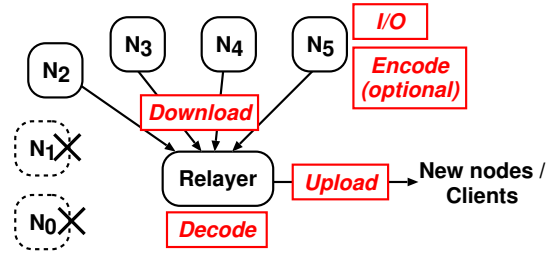 N3
N4
N5
I/O
N2
Encode
(optional)
Download
N1
Relayer
Upload
New nodes /
Clients
N0
Decode